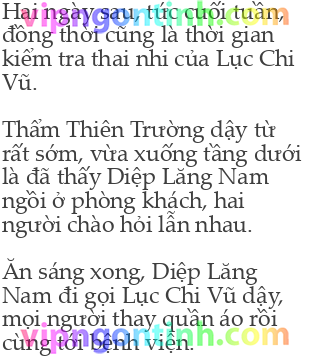 Hai ngày sau, tức cuối tuần,
vipngontinh.com
đồng thời cũng là thời gian
kiểm tra thai nhi của Lục Chi
Vũ.
Thẩm Thiên Trường dậy từ
rất sớm, vừa xuống tầng dưới
là đã thấy Diệp Lăng Nam
ngồi ở phòng khách, hai
người chào hỏi lẫn nhau.
Ăn sáng xong, Diệp Lăng
Nam đi gọi Lục Chi Vũ dậy,
mọi người thay quần áo rồi
vipngontinh.com
cùng tới bệnh viện.